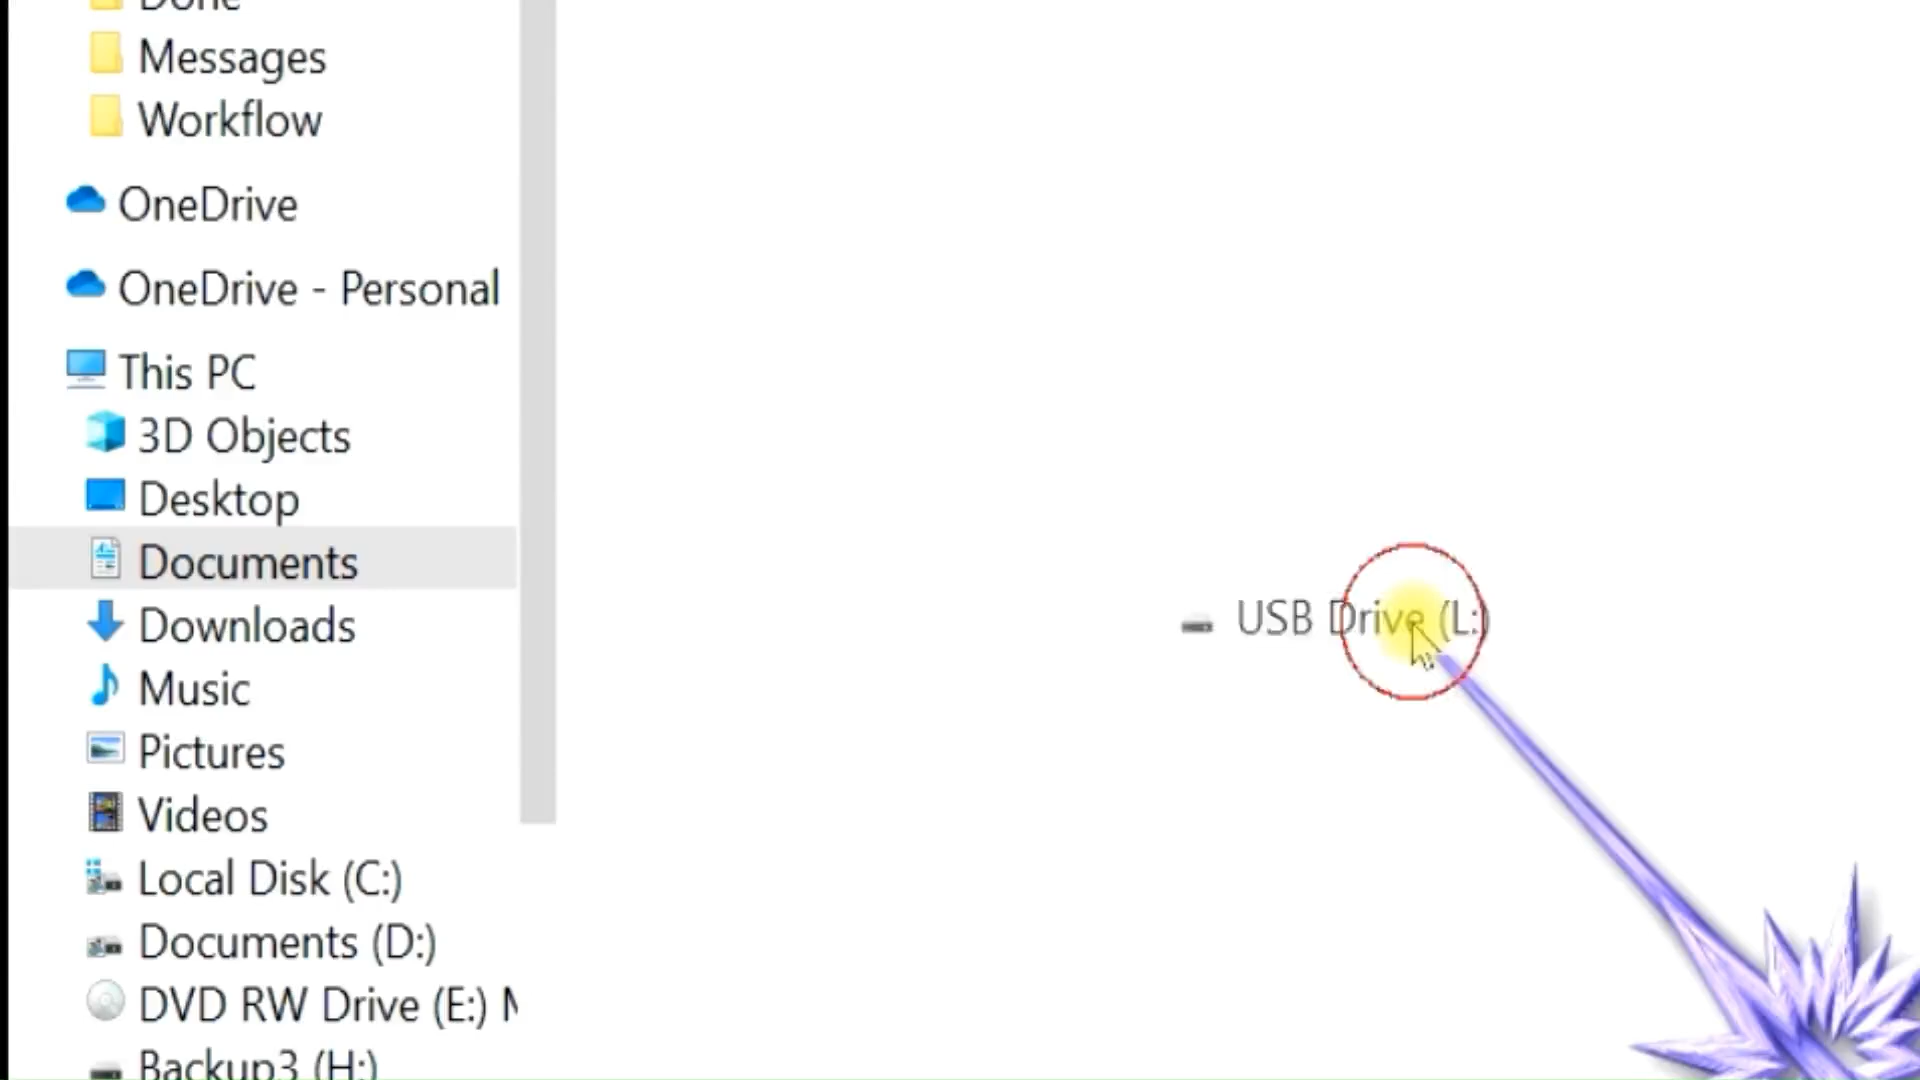 Done
Messages
Workflow
OneDrive
OneDrive - Personal
This PC
3D Objects
Desktop
Documents
Downloads
Music
Pictures
Videos
Local Disk (C:)
Documents (D:)
DVD RW Drive (E:) M
Backup3 (H:)
USB Drive (L:)